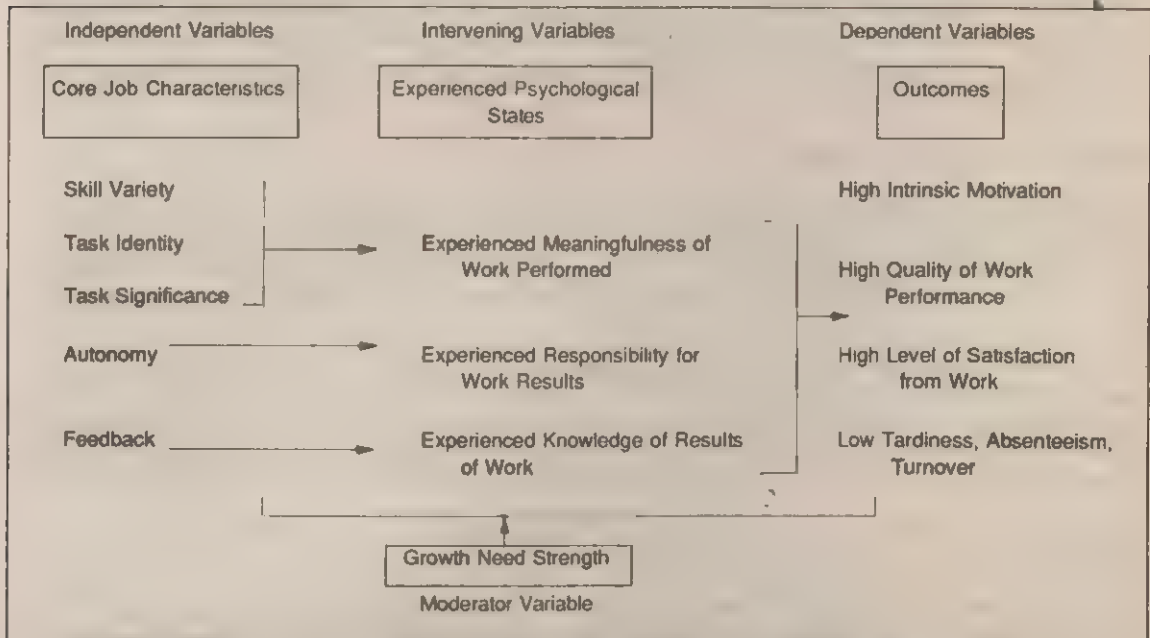 Independent Variables
Intervening Variables
Dependent Variables
Core Job Characteristics
Experienced Psychological
States
Outcomes
Skill Variety
Task Identity
Task Significance
Autonomy
Feedback
Experienced Meaningfulness of
Work Performed
Experienced Responsibility for
Work Results
Experienced Knowledge of Results
of Work
High Intrinsic Motivation
High Quality of Work
Performance
High Level of Satisfaction
from Work
Low Tardiness, Absenteeism,
Turnover
Growth Need Strength
Moderator Variable